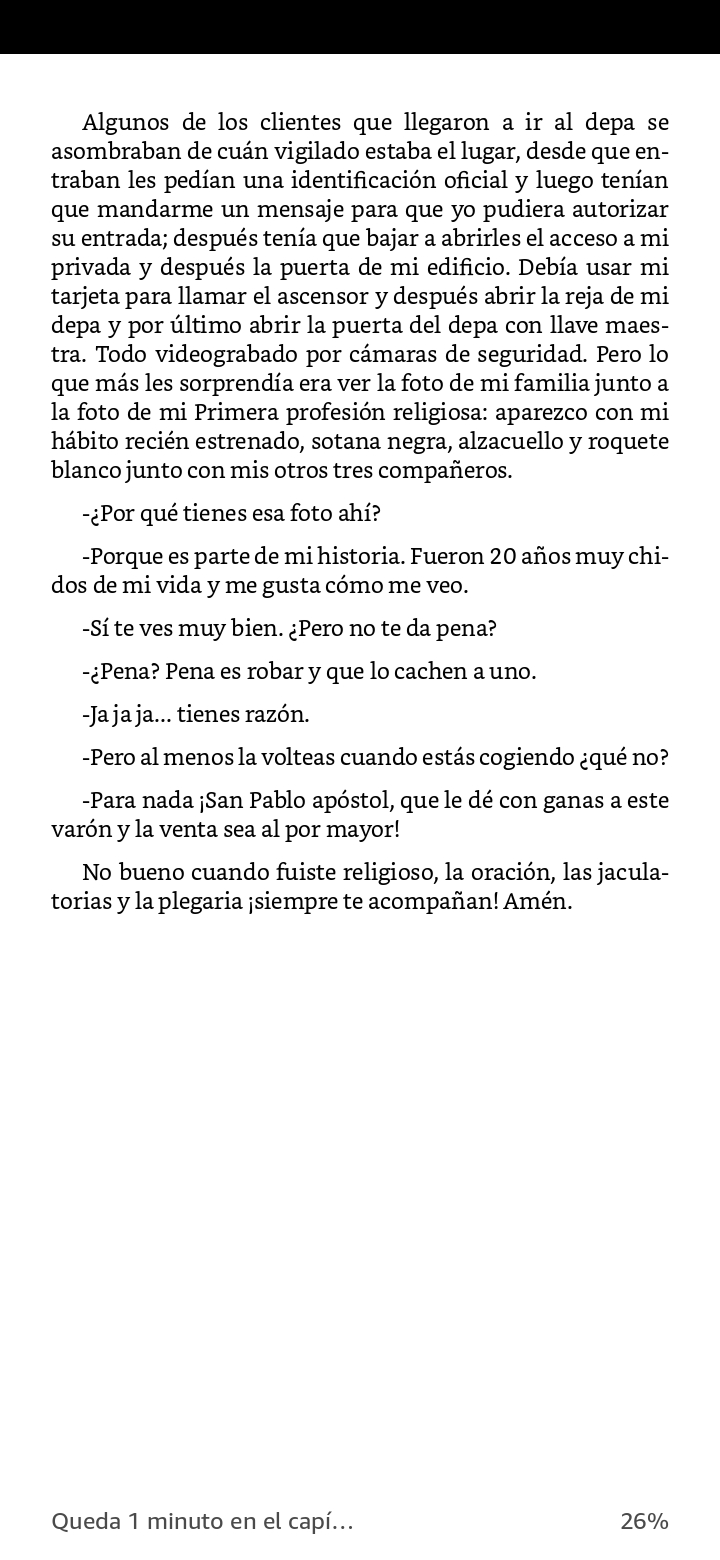 Algunos de los clientes que llegaron a ir al depa se
asombraban de cuán vigilado estaba el lugar, desde que en-
traban les pedían una identificación oficial y luego tenían
que mandarme un mensaje para que yo pudiera autorizar
su entrada; después tenía que bajar a abrirles el acceso a mi
privada y después la puerta de mi edificio. Debía usar mi
tarjeta para llamar el ascensor y después abrir la reja de mi
depa y por último abrir la puerta del depa con llave maes-
tra. Todo videograbado por cámaras de seguridad. Pero lo
que más les sorprendía era ver la foto de mi familia junto a
la foto de mi Primera profesión religiosa: aparezco con mi
hábito recién estrenado, sotana negra, alzacuello y roquete
blanco junto con mis otros tres compañeros.
-¿Por qué tienes esa foto ahí?
-Porque es parte de mi historia. Fueron 20 años muy chi-
dos de mi vida y me gusta cómo me veo.
-Sí te ves muy bien. ¿Pero no te da pena?
-¿Pena? Pena es robar y que lo cachen a uno.
-Ja ja ja... tienes razón.
-Pero al menos la volteas cuando estás cogiendo ¿qué no?
-Para nada ¡San Pablo apóstol, que le dé con ganas a este
varón y la venta sea al por mayor!
No bueno cuando fuiste religioso, la oración, las jacula-
torias y la plegaria ¡siempre te acompañan! Amén.
Queda 1 minuto en el capí... 26%